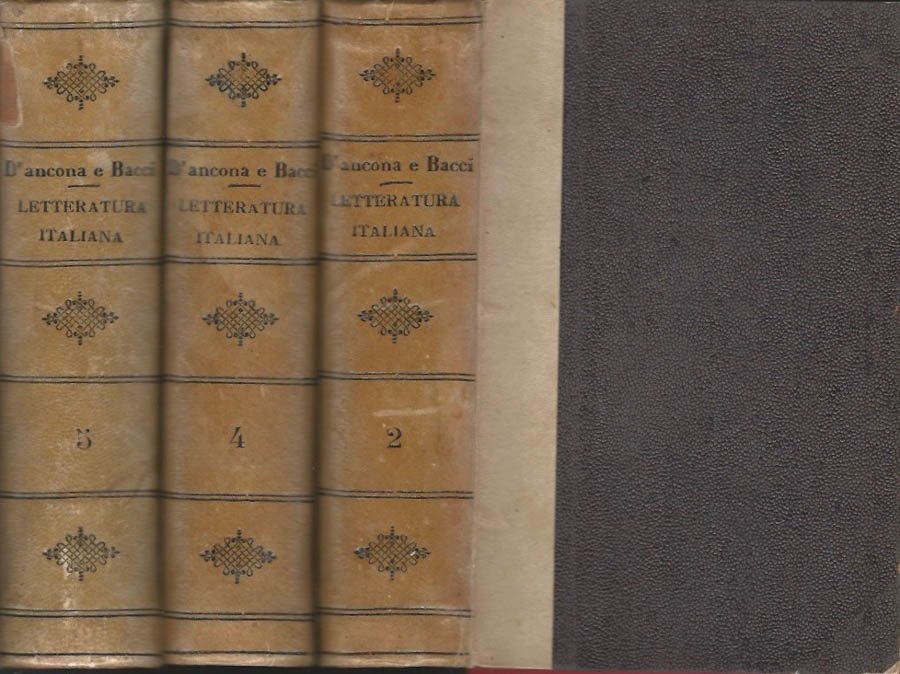 D'ancona e Bacci
LETTERATURA
ITALIANA
5
D'ancona e Bacci
LETTERATURA
ITALIANA
4
D'ancona e Bacci
LETTERATURA
ITALIANA
2